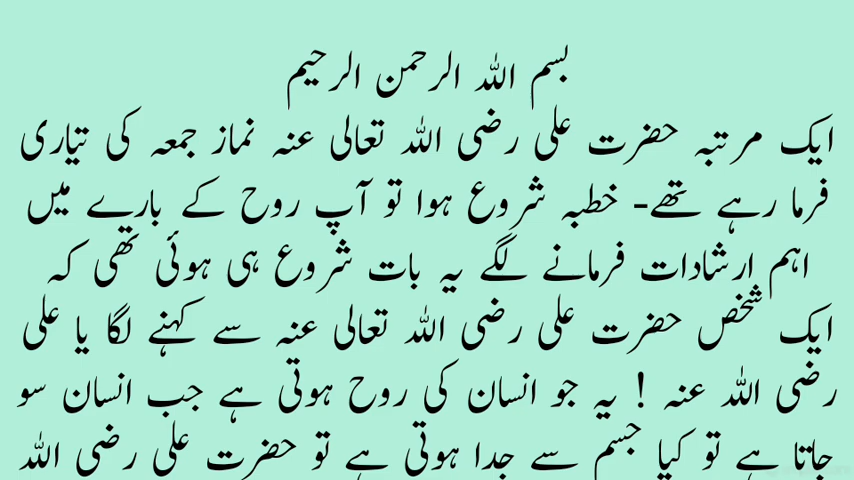 بسم اللہ الرحمن الرحیم
ایک مرتبہ حضرت علی رضی اللہ تعالی عنہ نماز جمعہ کی تیاری
فرما رہے تھے- خطبہ شروع ہوا تو آپ روح کے بارے میں
اہم ارشادات فرمانے لگے یہ بات شروع ہی ہوئی تھی کہ
ایک شخص حضرت علی رضی اللہ تعالی عنہ سے کہنے لگا یا علی
رضی اللہ عنہ ! یہ جو انسان کی روح ہوتی ہے جب انسان سو
جاتا ہے تو کیا جسم سے جدا ہوتی ہے تو حضرت علی رضی اللہ